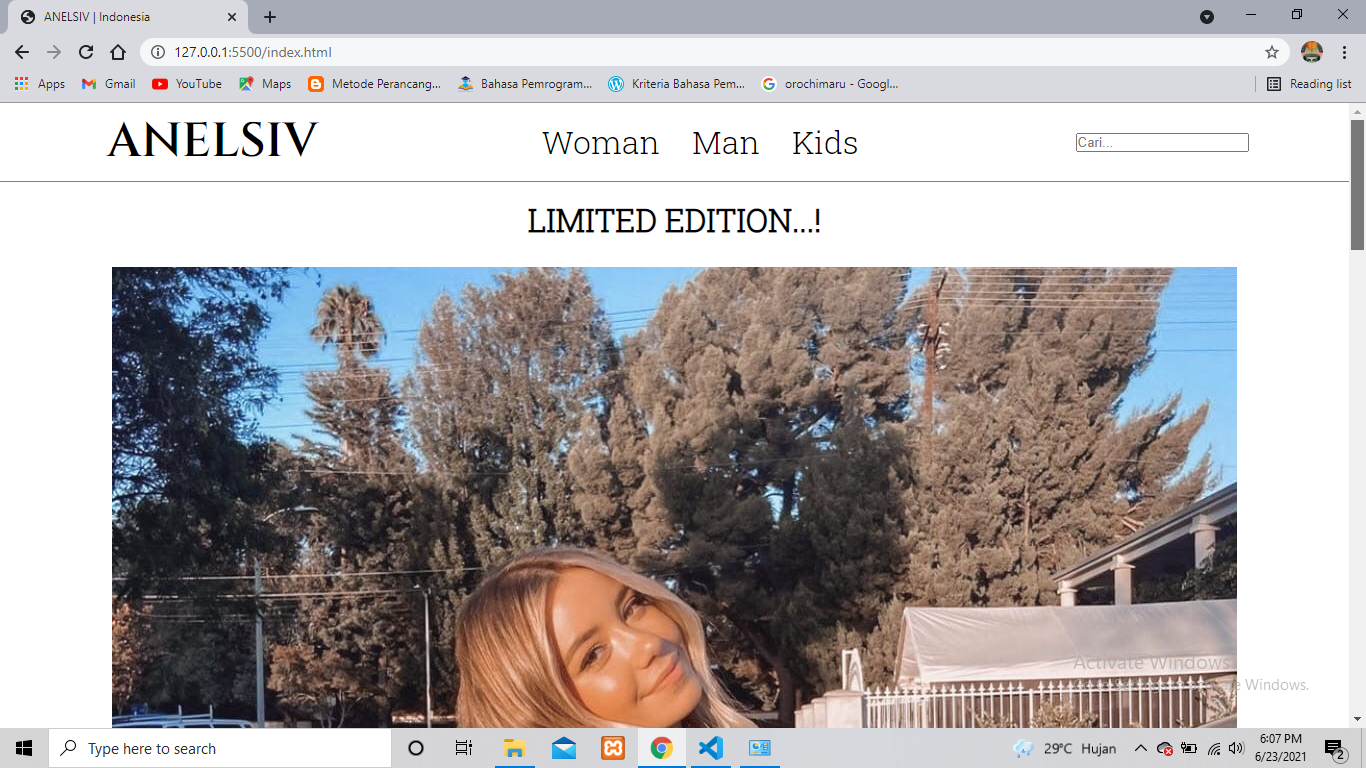 ANELSIV | Indonesia
127.0.0.1:5500/index.html
Apps Gmail YouTube Maps Metode Perancang... Bahasa Pemrogram... Kriteria Bahasa Pem... orochimaru - Googl... Reading list
ANELSIV Woman Man Kids Cari...
LIMITED EDITION...!
Activate Windows
e Windows.
Type here to search
29°C Hujan
6:07 PM
6/23/2021
2